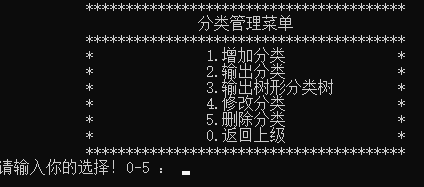 ****************************************
分类管理菜单
****************************************
* 1.增加分类 *
* 2.输出分类 *
* 3.输出树形分类树 *
* 4.修改分类 *
* 5.删除分类 *
* 0.返回上级 *
****************************************
请输入你的选择! 0-5 :